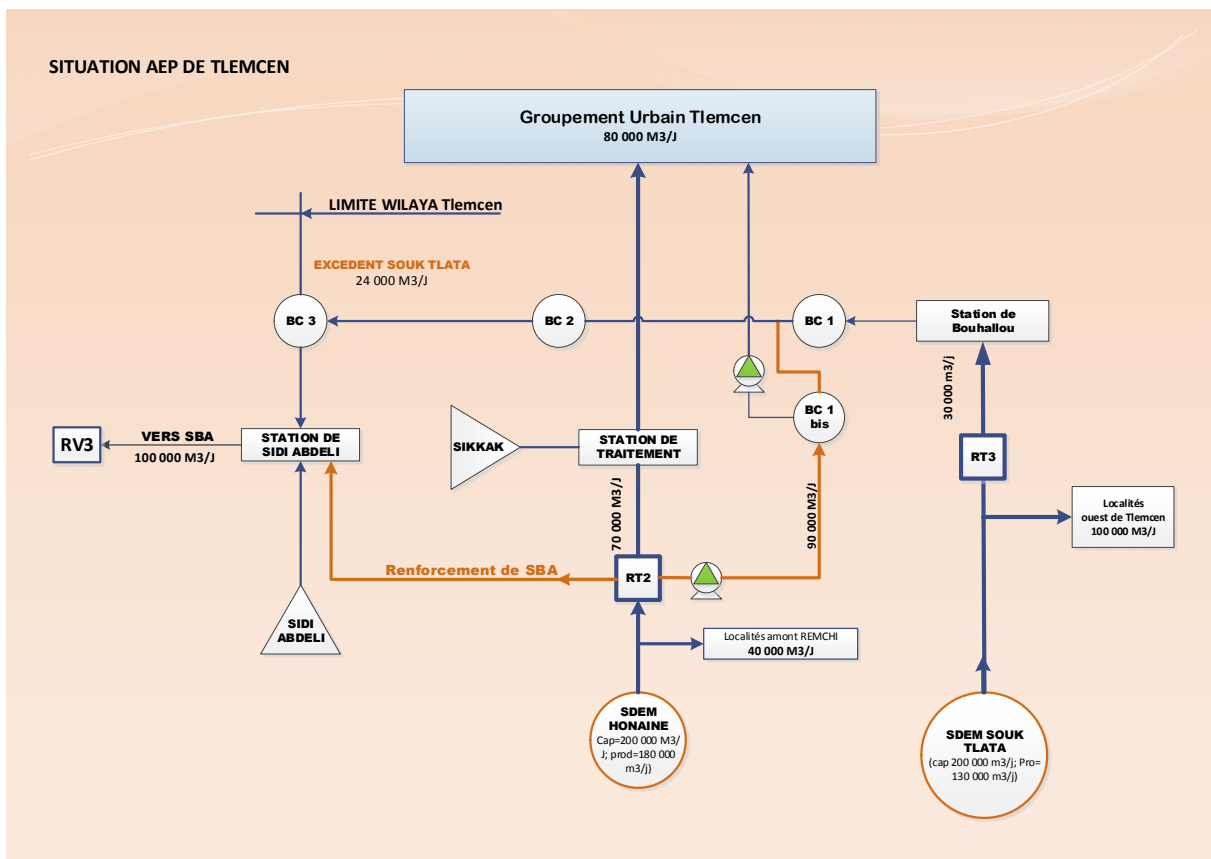 SITUATION AEP DE TLEMCEN
Groupement Urbain Tlemcen
80 000 M3/J
LIMITE WILAYA Tlemcen
EXCEDENT SOUK TLATA
24 000 M3/J
BC 3
BC 2
BC 1
Station de
Bouhallou
30 000 m3/j
BC 1
bis
RV3
VERS SBA
100 000 M3/J
STATION DE
SIDI ABDELI
SIKKAK
STATION DE
TRAITEMENT
RT3
70 000 M3/J
90 000 M3/J
Localités
ouest de Tlemcen
100 000 M3/J
Renforcement de SBA
RT2
SIDI
ABDELI
Localités amont REMCHI
40 000 M3/J
SDEM
HONAINE
Cap=200 000 M3/
J; prod=180 000
m3/j)
SDEM SOUK
TLATA
(cap 200 000 m3/j; Pro=
130 000 m3/j)